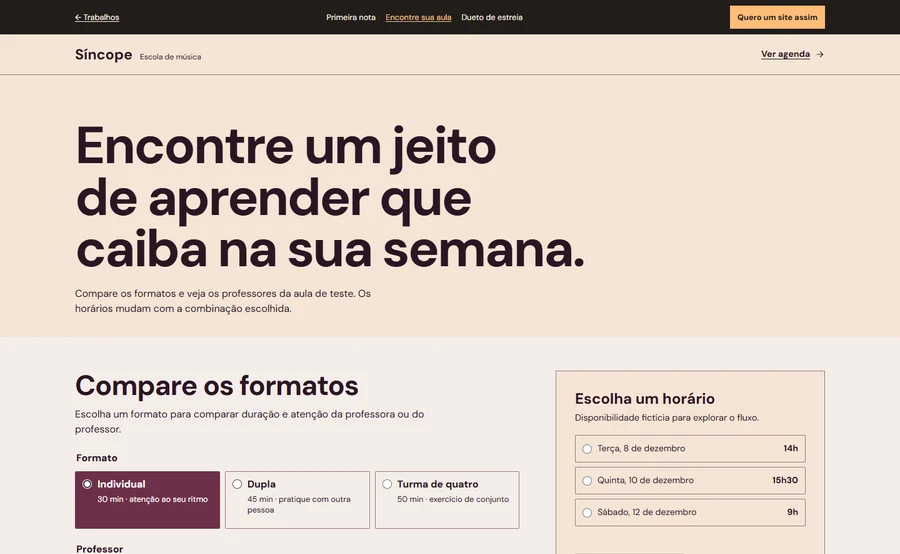 ← Trabalhos
Primeira nota
Encontre sua aula
Dueto de estreia
Quero um site assim
Síncope
Escola de música
Ver agenda →
Encontre um jeito
de aprender que
caiba na sua semana.
Compare os formatos e veja os professores da aula de teste. Os
horários mudam com a combinação escolhida.
Compare os formatos
Escolha um formato para comparar duração e atenção da professora ou do
professor.
Formato
Individual
30 min · atenção ao seu ritmo
Dupla
45 min · pratique com outra
pessoa
Turma de quatro
50 min · exercício de conjunto
Professor
Escolha um horário
Disponibilidade fictícia para explorar o fluxo.
Terça, 8 de dezembro 14h
Quinta, 10 de dezembro 15h30
Sábado, 12 de dezembro 9h